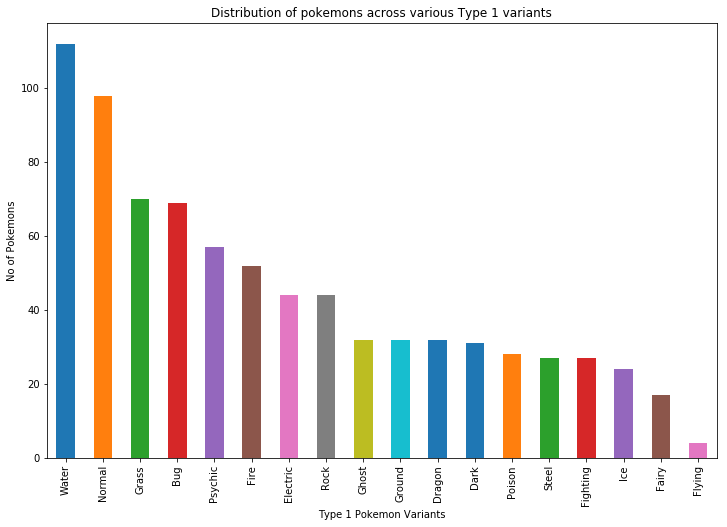 Distribution of pokemons across various Type 1 variants
No of Pokemons
100
80
60
40
20
0
Water
Normal
Grass
Bug
Psychic
Fire
Electric
Rock
Ghost
Ground
Dragon
Dark
Poison
Steel
Fighting
Ice
Fairy
Flying
Type 1 Pokemon Variants